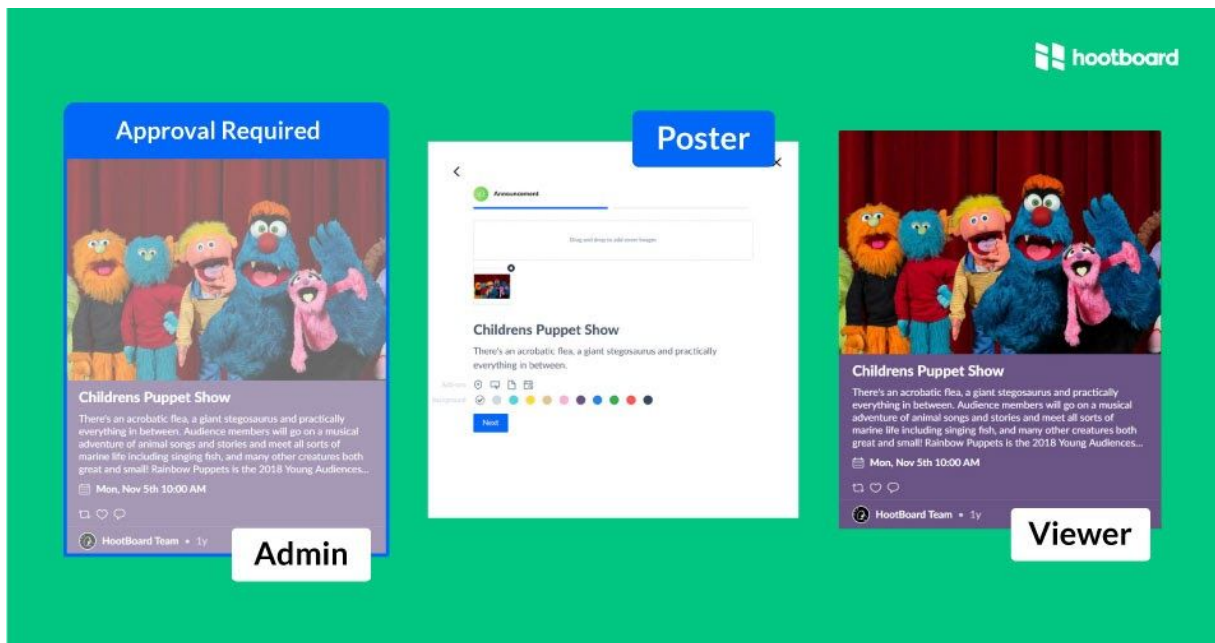 hootboard
Approval Required
Childrens Puppet Show
There's an acrobatic flea, a giant stegosaurus and practically
everything in between. Audience members will go on a musical
adventure of animal songs and stories and meet all sorts of
marine life including singing fish, and many other creatures both
great and small! Rainbow Puppets is the 2018 Young Audiences...
Mon, Nov 5th 10:00 AM
HootBoard Team • 1y
Admin
Poster
Announcement
Drag and drop to add more images
Childrens Puppet Show
There's an acrobatic flea, a giant stegosaurus and practically
everything in between.
Background
Next
Childrens Puppet Show
There's an acrobatic flea, a giant stegosaurus and practically
everything in between. Audience members will go on a musical
adventure of animal songs and stories and meet all sorts of
marine life including singing fish, and many other creatures both
great and small! Rainbow Puppets is the 2018 Young Audiences...
Mon, Nov 5th 10:00 AM
HootBoard Team • 1y
Viewer